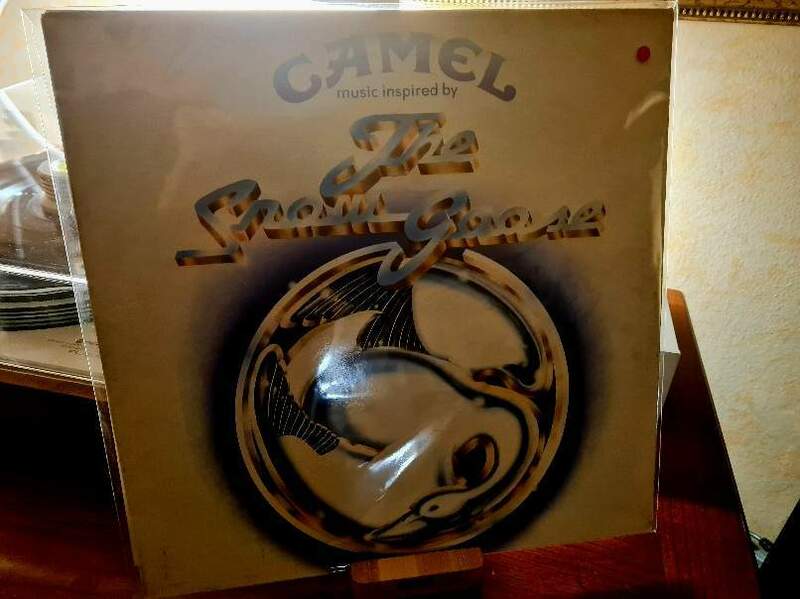 CAMEL
music inspired by
The
Snow Goose